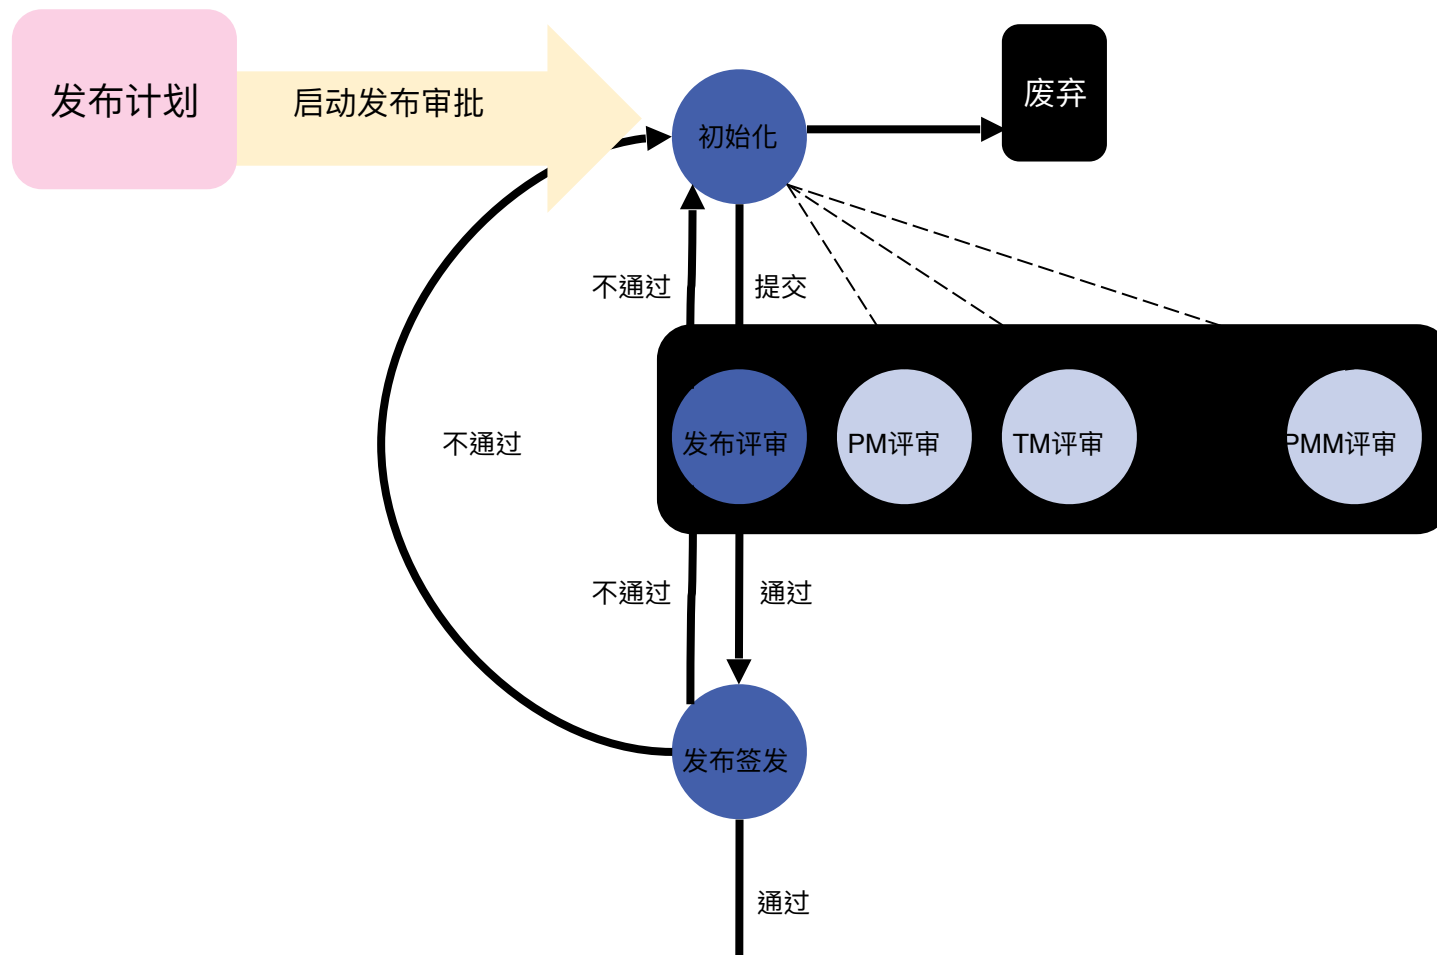 发布计划
启动发布审批
初始化
废弃
不通过
提交
发布评审
PM评审
TM评审
PMM评审
不通过
不通过
通过
发布签发
通过